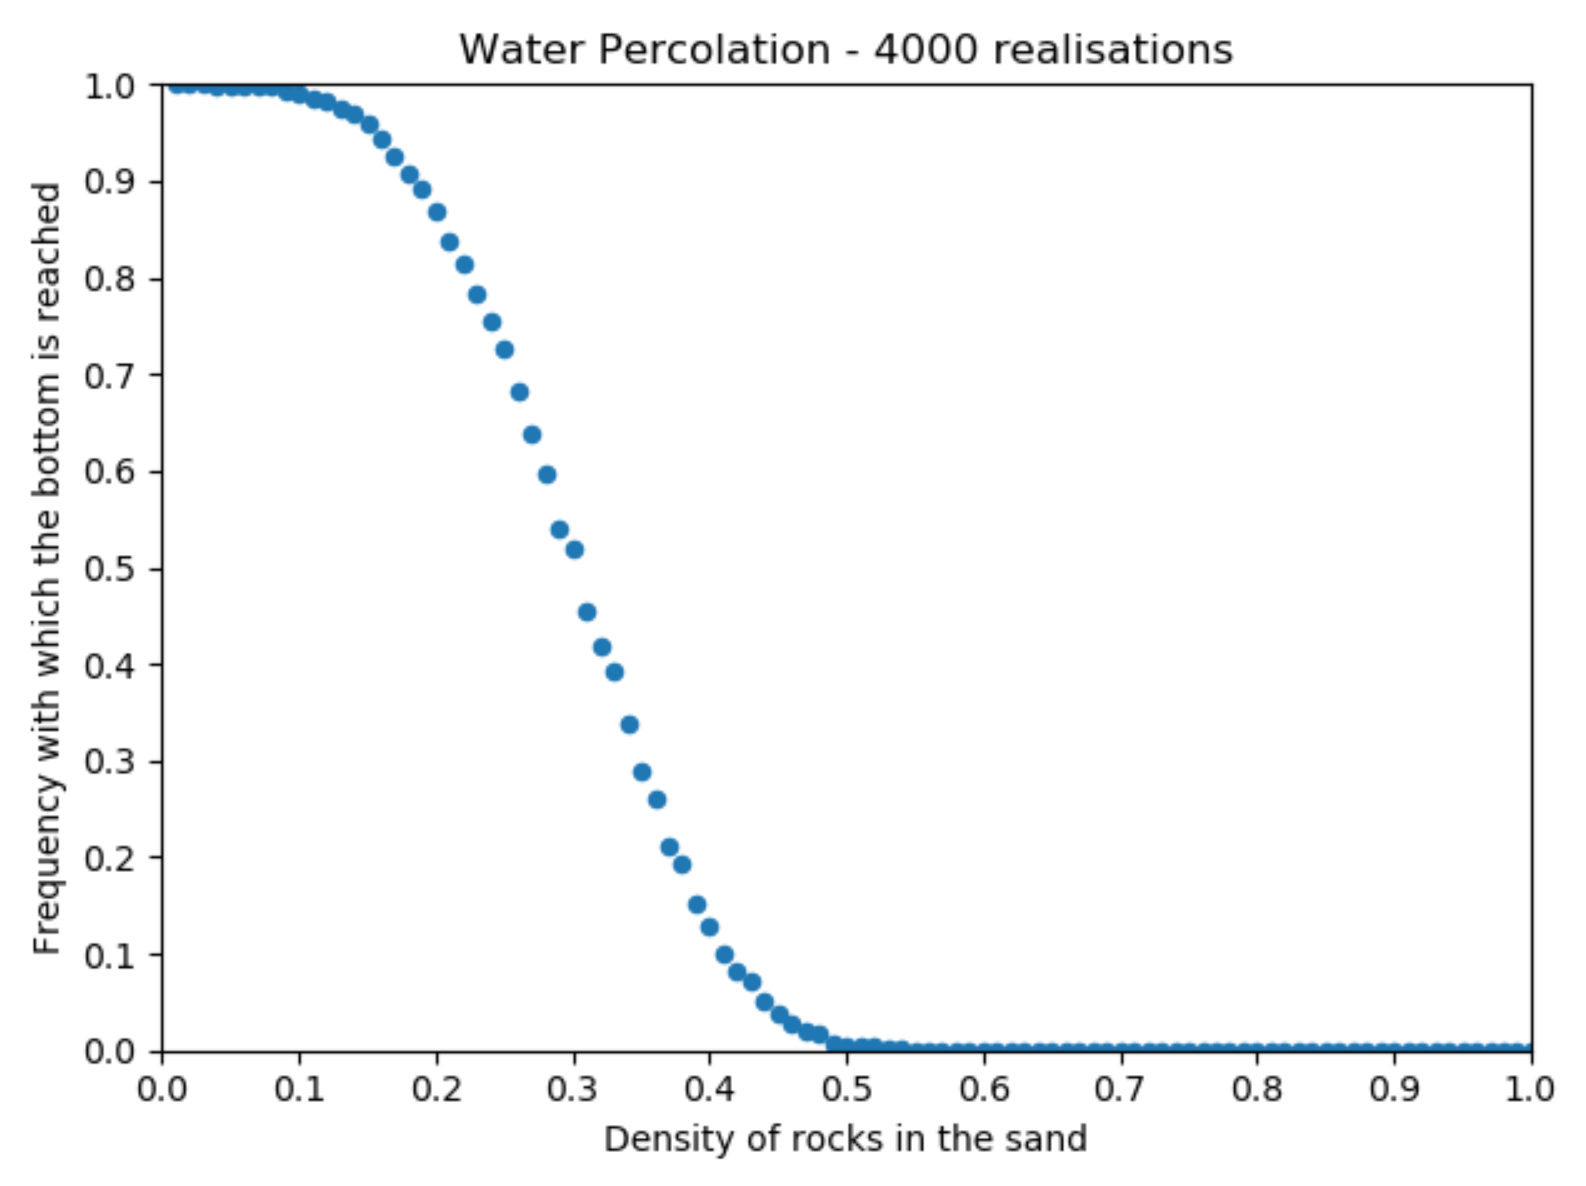 Water Percolation - 4000 realisations
1.0
0.9
0.8
0.7
0.6
0.5
0.4
0.3
0.2
0.1
0.0
Frequency with which the bottom is reached
0.0 0.1 0.2 0.3 0.4 0.5 0.6 0.7 0.8 0.9 1.0
Density of rocks in the sand